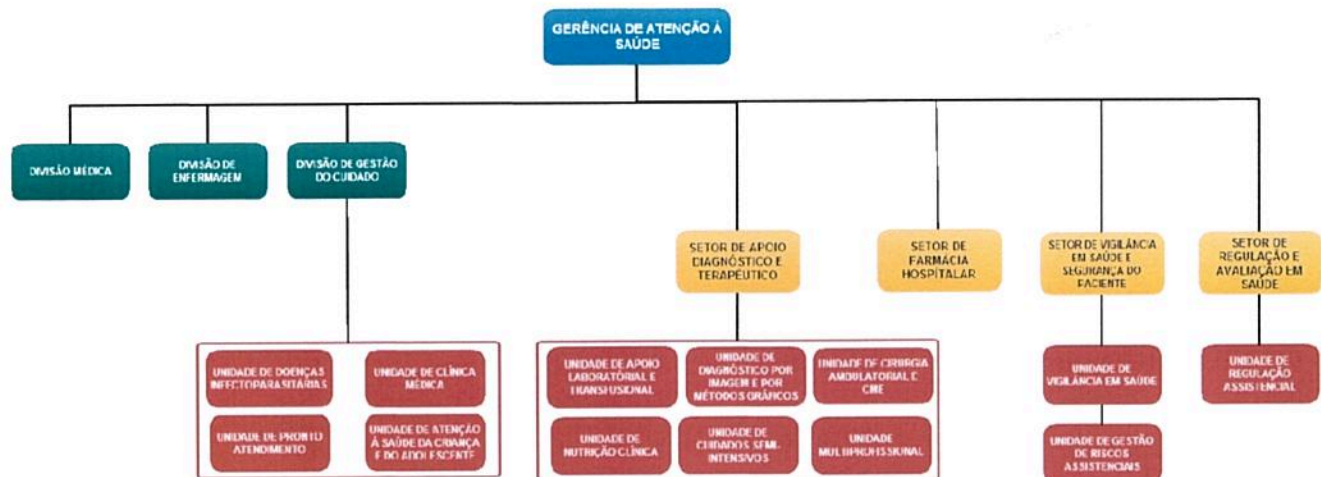 GERÊNCIA DE ATENÇÃO À
SAÚDE
DIVISÃO MÉDICA
DIVISÃO DE
ENFERMAGEM
DIVISÃO DE GESTÃO
DO CUIDADO
SETOR DE APOIO
DIAGNÓSTICO E
TERAPÊUTICO
SETOR DE
FARMÁCIA
HOSPITALAR
SETOR DE VIGILÂNCIA
EM SAÚDE E
SEGURANÇA DO
PACIENTE
SETOR DE
REGULAÇÃO E
AVALIAÇÃO EM
SAÚDE
UNIDADE DE DOENÇAS
INFECTOPARASITÁRIAS
UNIDADE DE CLÍNICA
MÉDICA
UNIDADE DE PRONTO
ATENDIMENTO
UNIDADE DE ATENÇÃO
À SAÚDE DA CRIANÇA
E DO ADOLESCENTE
UNIDADE DE APOIO
LABORATÓRIAL E
TRANSFUSIONAL
UNIDADE DE
DIAGNÓSTICO POR
IMAGEM E POR
MÉTODOS GRÁFICOS
UNIDADE DE CIRURGIA
AMBULATORIAL E
CME
UNIDADE DE
NUTRIÇÃO CLÍNICA
UNIDADE DE
CUIDADOS SEMI-
INTENSIVOS
UNIDADE
MULTIPROFISSIONAL
UNIDADE DE
VIGILÂNCIA EM SAÚDE
UNIDADE DE GESTÃO
DE RISCOS
ASSISTENCIAIS
UNIDADE DE
REGULAÇÃO
ASSISTENCIAL